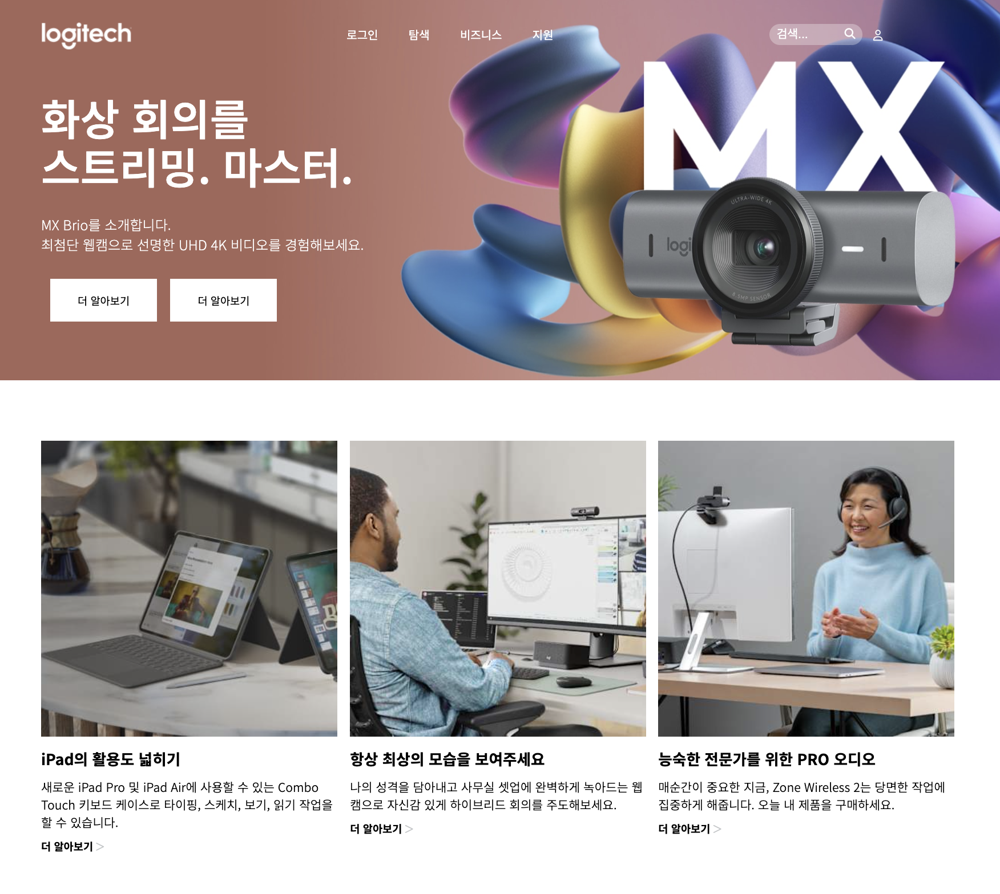 logitech
로그인 탐색 비즈니스 지원 검색...
MX
화상 회의를
스트리밍. 마스터.
MX Brio를 소개합니다.
최첨단 웹캠으로 선명한 UHD 4K 비디오를 경험해보세요.
더 알아보기 더 알아보기
ULTRA-WIDE 4K
logi
8.5MP SENSOR
iPad의 활용도 넓히기
새로운 iPad Pro 및 iPad Air에 사용할 수 있는 Combo
Touch 키보드 케이스로 타이핑, 스케치, 보기, 읽기 작업을
할 수 있습니다.
더 알아보기 >
항상 최상의 모습을 보여주세요
나의 성격을 담아내고 사무실 셋업에 완벽하게 녹아드는 웹
캠으로 자신감 있게 하이브리드 회의를 주도해보세요.
더 알아보기 >
능숙한 전문가를 위한 PRO 오디오
매순간이 중요한 지금, Zone Wireless 2는 당면한 작업에
집중하게 해줍니다. 오늘 내 제품을 구매하세요.
더 알아보기 >